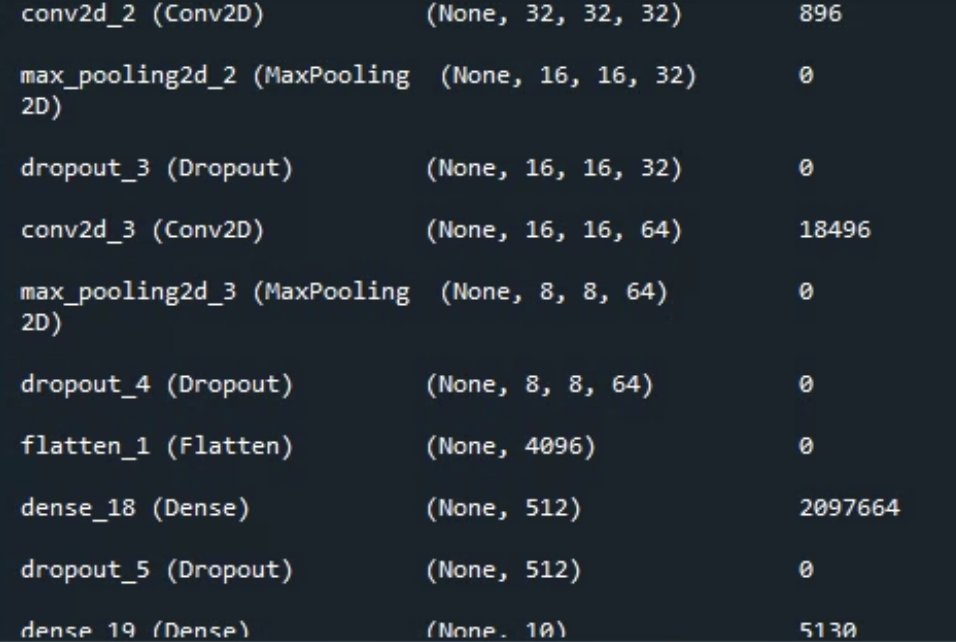 conv2d_2 (Conv2D) (None, 32, 32, 32) 896
max_pooling2d_2 (MaxPooling (None, 16, 16, 32) 0
2D)
dropout_3 (Dropout) (None, 16, 16, 32) 0
conv2d_3 (Conv2D) (None, 16, 16, 64) 18496
max_pooling2d_3 (MaxPooling (None, 8, 8, 64) 0
2D)
dropout_4 (Dropout) (None, 8, 8, 64) 0
flatten_1 (Flatten) (None, 4096) 0
dense_18 (Dense) (None, 512) 2097664
dropout_5 (Dropout) (None, 512) 0
dense_19 (Dense) (None, 10) 5130